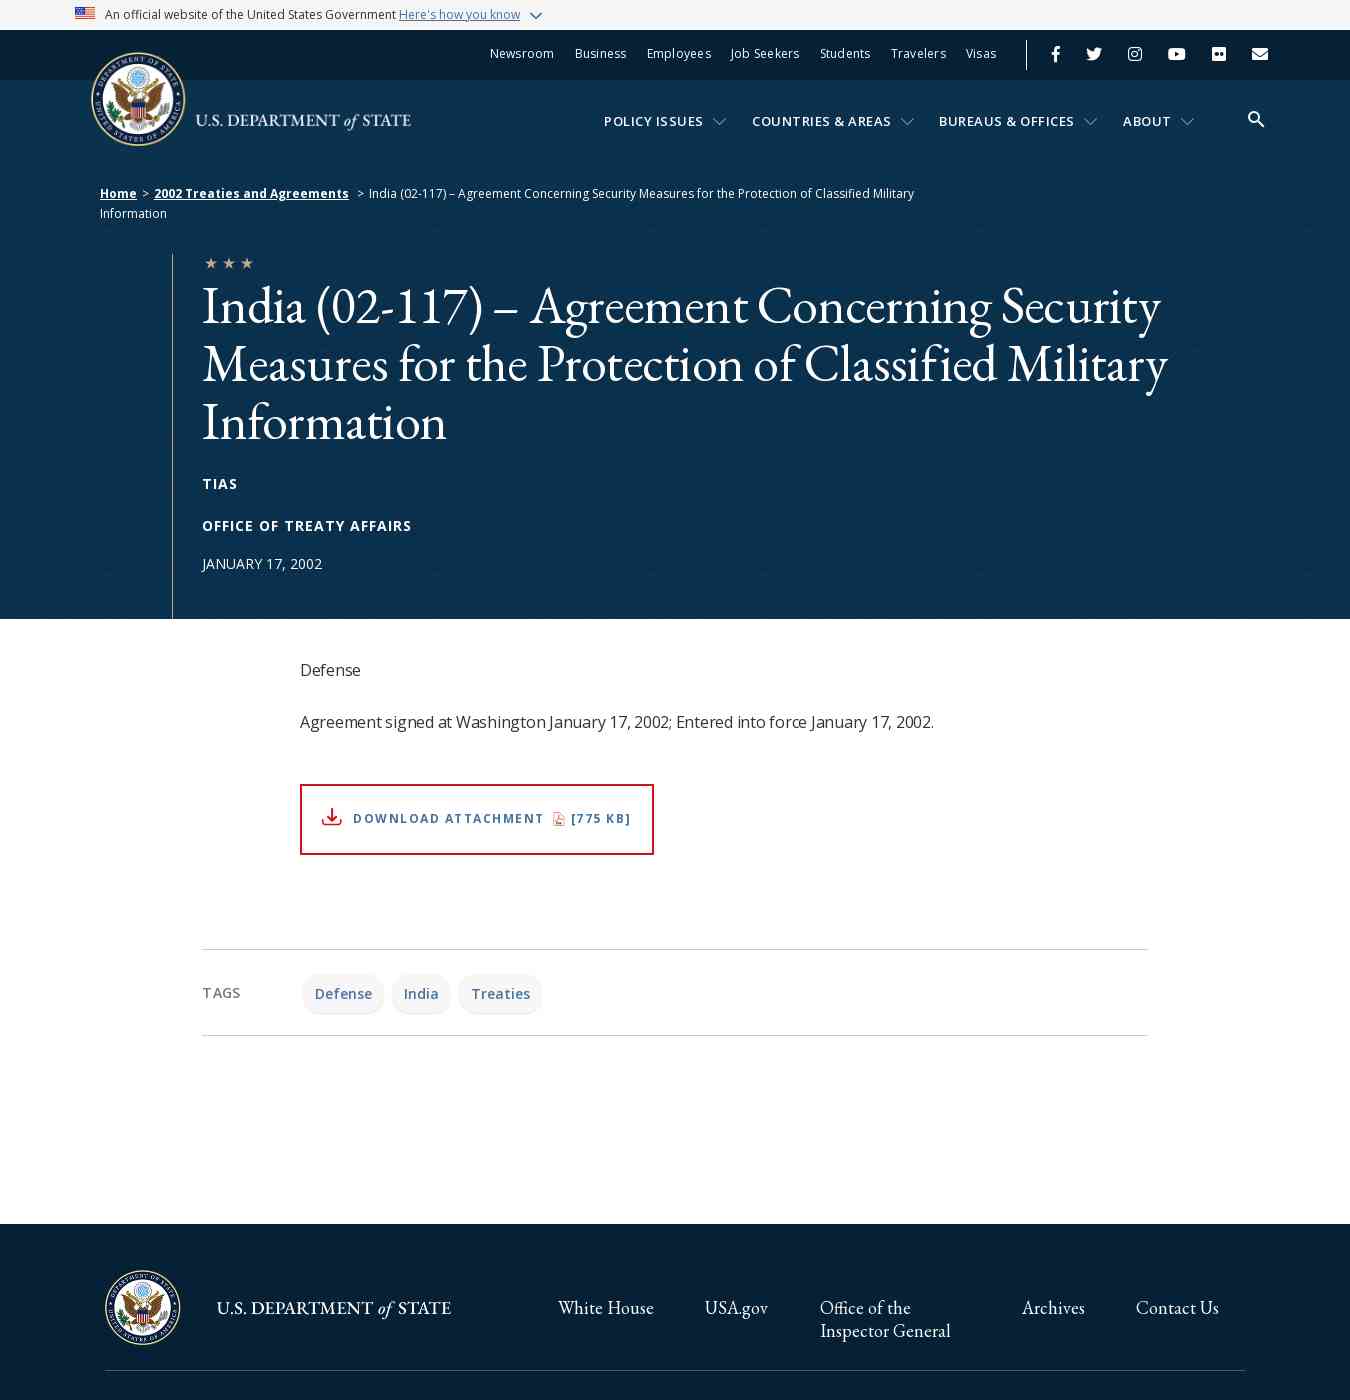 An official website of the United States Government Here's how you know
Newsroom Business Employees Job Seekers Students Travelers Visas
U.S. DEPARTMENT of STATE
POLICY ISSUES COUNTRIES & AREAS BUREAUS & OFFICES ABOUT
Home > 2002 Treaties and Agreements > India (02-117) – Agreement Concerning Security Measures for the Protection of Classified Military
Information
India (02-117) – Agreement Concerning Security
Measures for the Protection of Classified Military
Information
TIAS
OFFICE OF TREATY AFFAIRS
JANUARY 17, 2002
Defense
Agreement signed at Washington January 17, 2002; Entered into force January 17, 2002.
DOWNLOAD ATTACHMENT [775 KB]
TAGS Defense India Treaties
U.S. DEPARTMENT of STATE
White House USA.gov Office of the Archives Contact Us
Inspector General